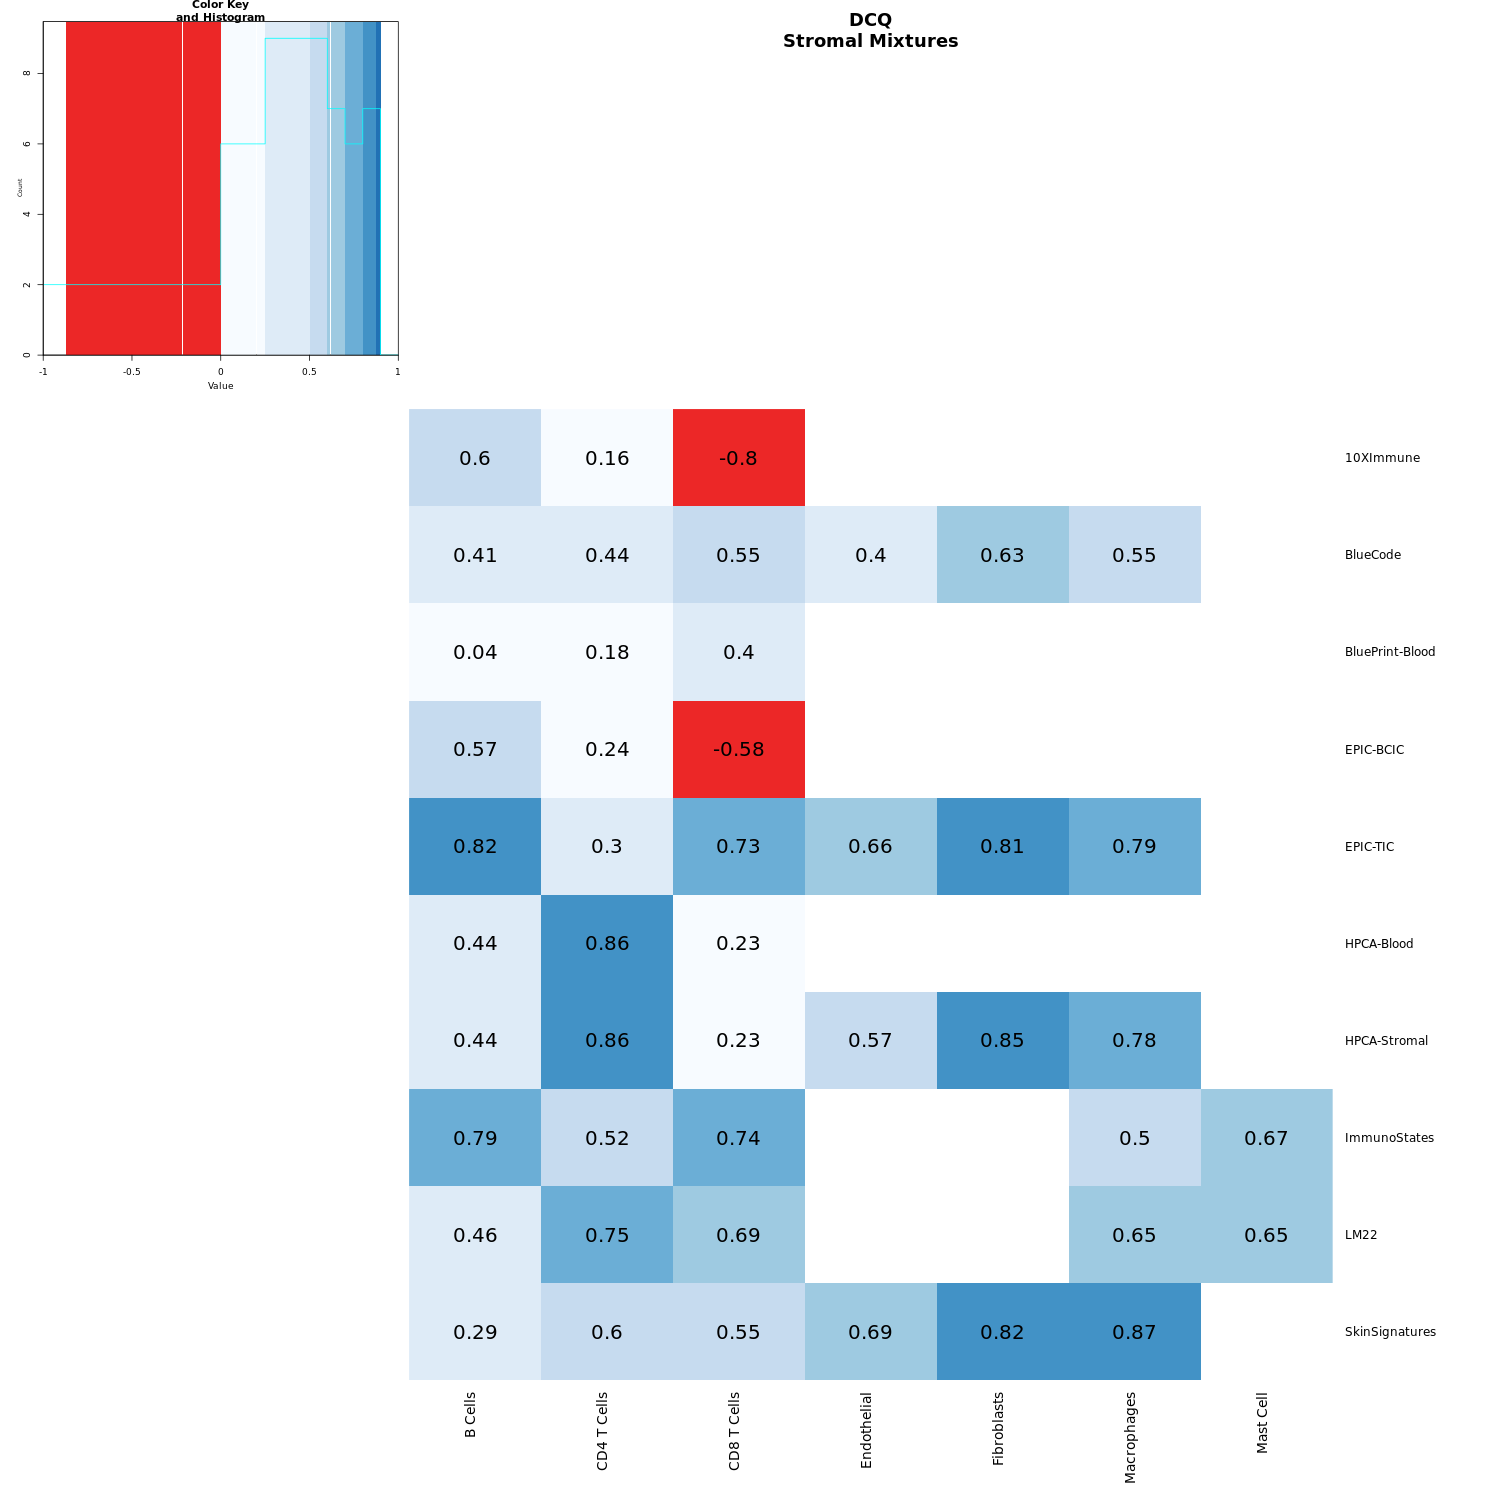 Color Key
and Histogram
DCQ
Stromal Mixtures
8
6
4
2
0
Count
-1 -0.5 0 0.5 1
Value
0.6 0.16 -0.8 10XImmune
0.41 0.44 0.55 0.4 0.63 0.55 BlueCode
0.04 0.18 0.4 BluePrint-Blood
0.57 0.24 -0.58 EPIC-BCIC
0.82 0.3 0.73 0.66 0.81 0.79 EPIC-TIC
0.44 0.86 0.23 HPCA-Blood
0.44 0.86 0.23 0.57 0.85 0.78 HPCA-Stromal
0.79 0.52 0.74 0.5 0.67 ImmunoStates
0.46 0.75 0.69 0.65 0.65 LM22
0.29 0.6 0.55 0.69 0.82 0.87 SkinSignatures
B Cells
CD4 T Cells
CD8 T Cells
Endothelial
Fibroblasts
Macrophages
Mast Cell